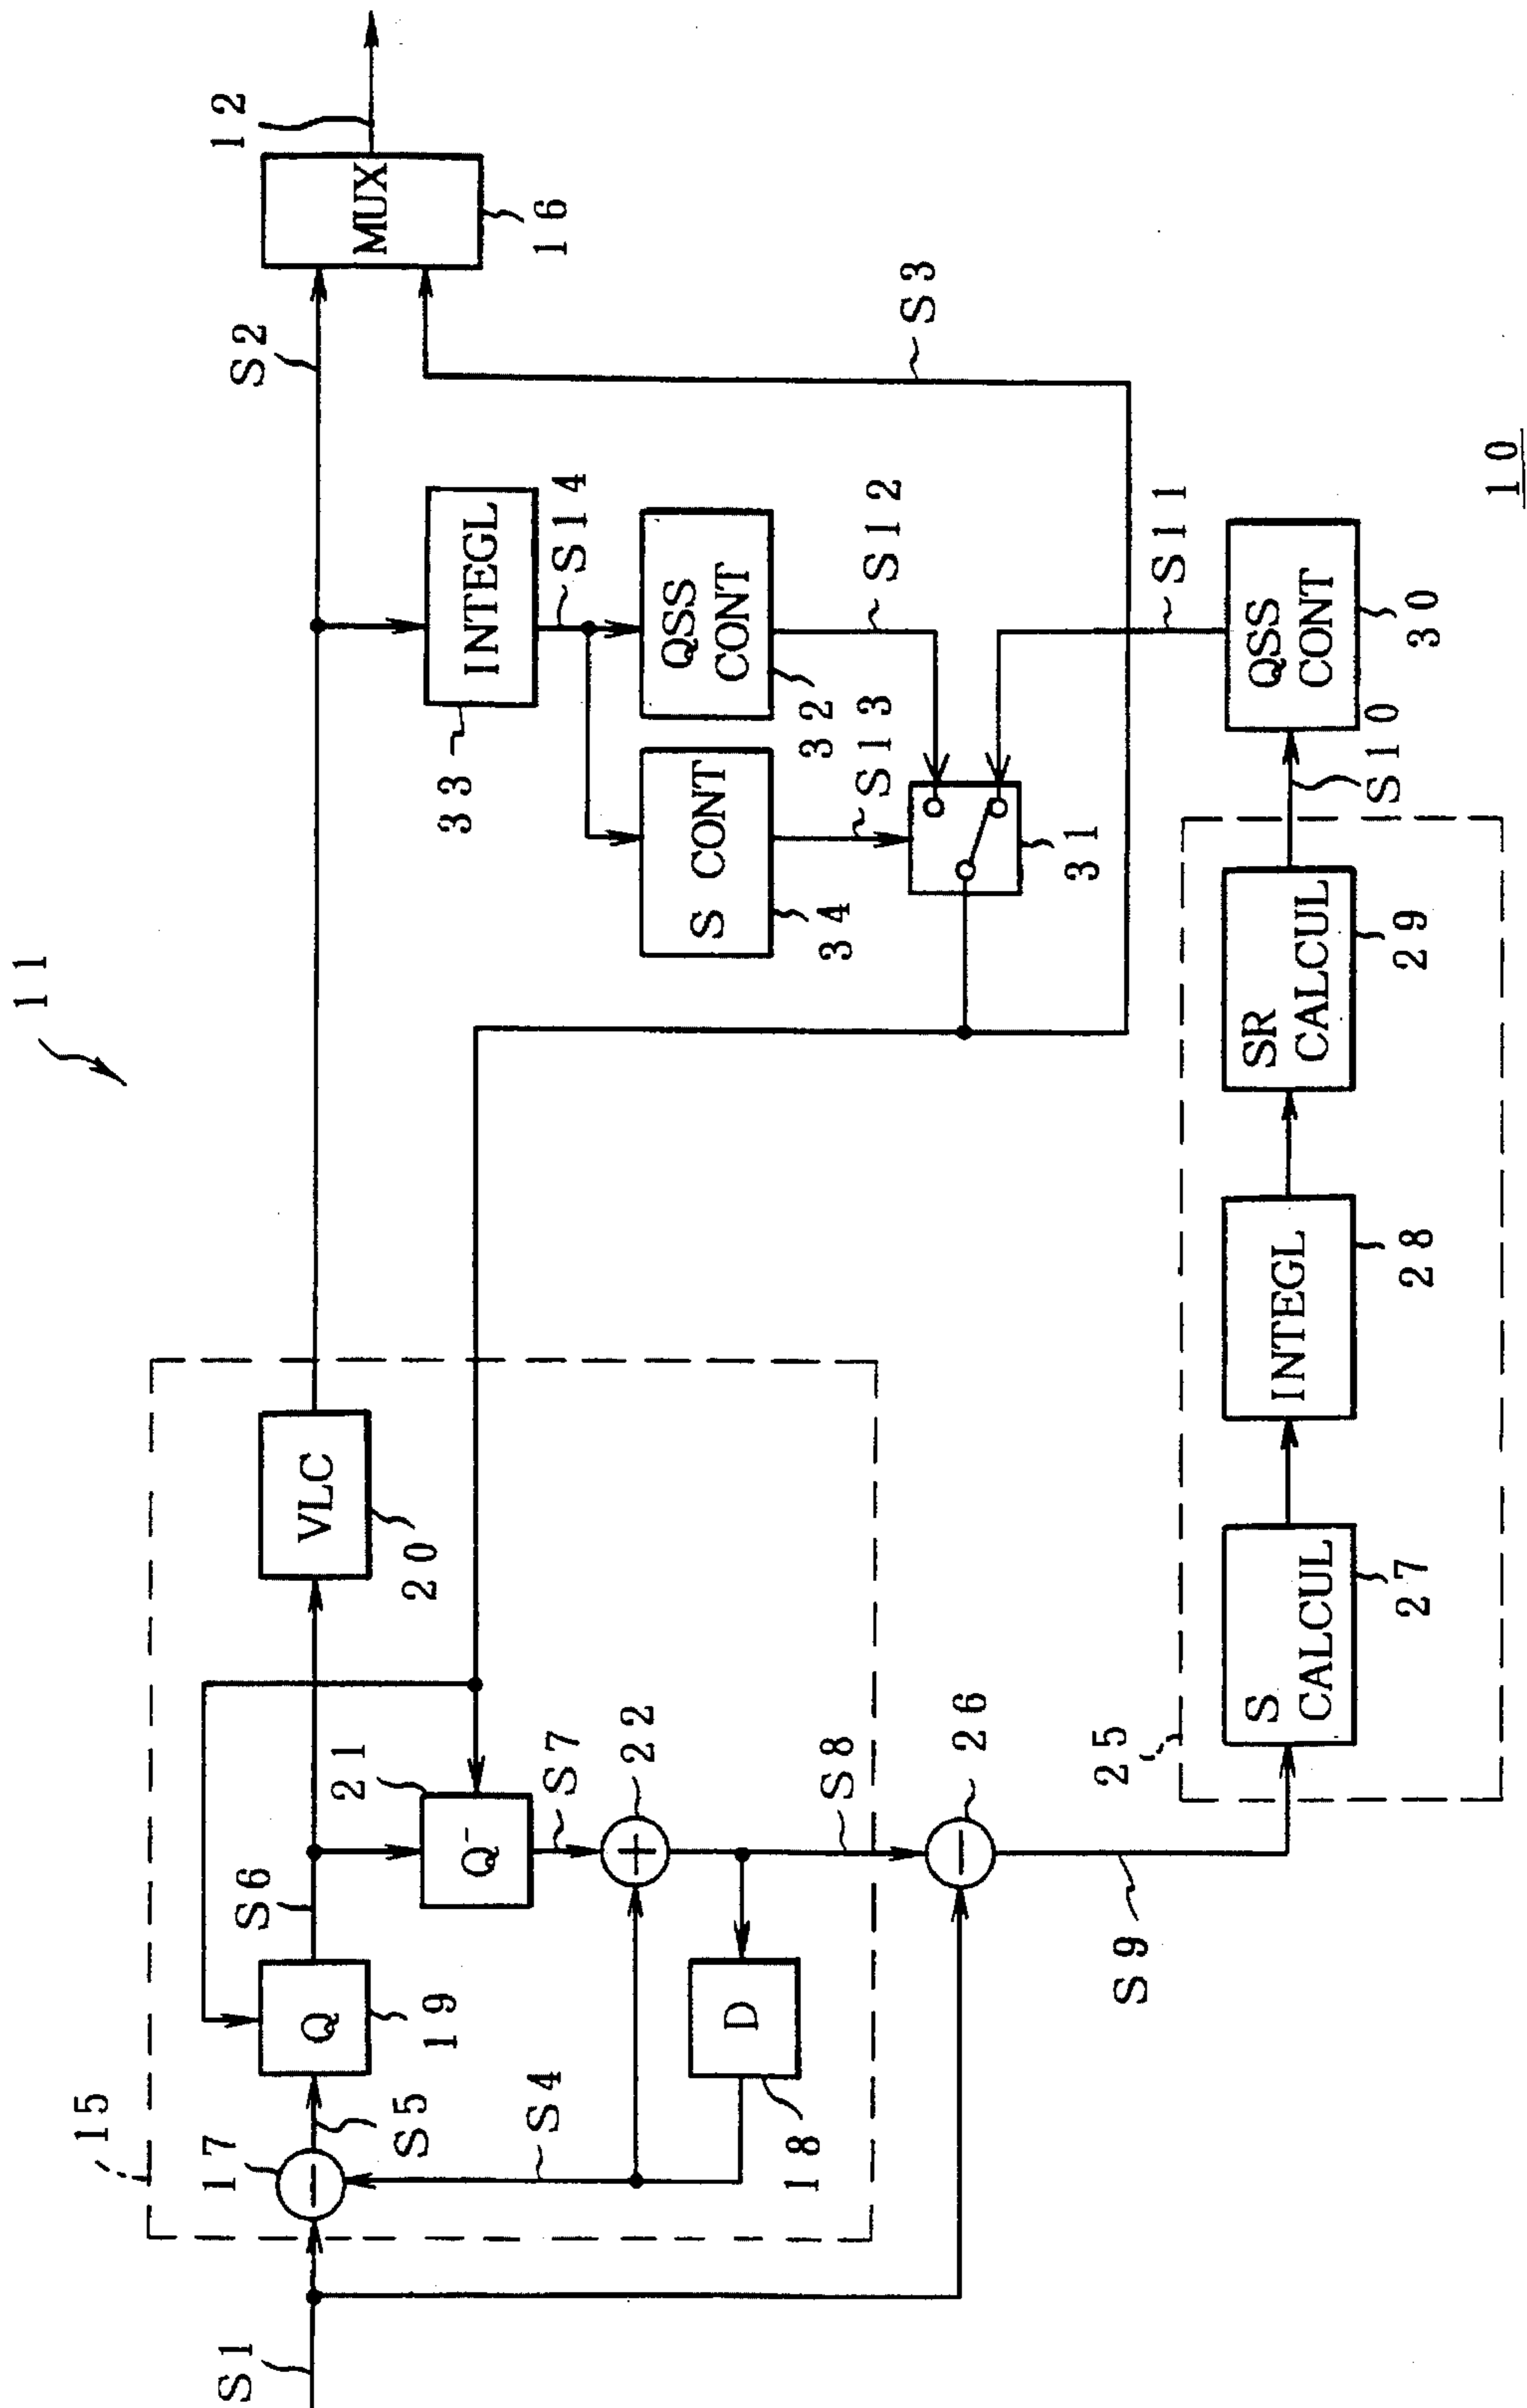 11
15
17
S1
S5
Q
19
S6
VLC
20
S2
MUX
16
12
21
Q⁻
S7
22
S4
D
18
S8
26
S9
INTEGL
33
S14
QSS
CONT
32
S CONT
34
S13
S12
31
S3
S11
25
S
CALCUL
27
INTEGL
28
SR
CALCUL
29
S10
QSS
CONT
30
10